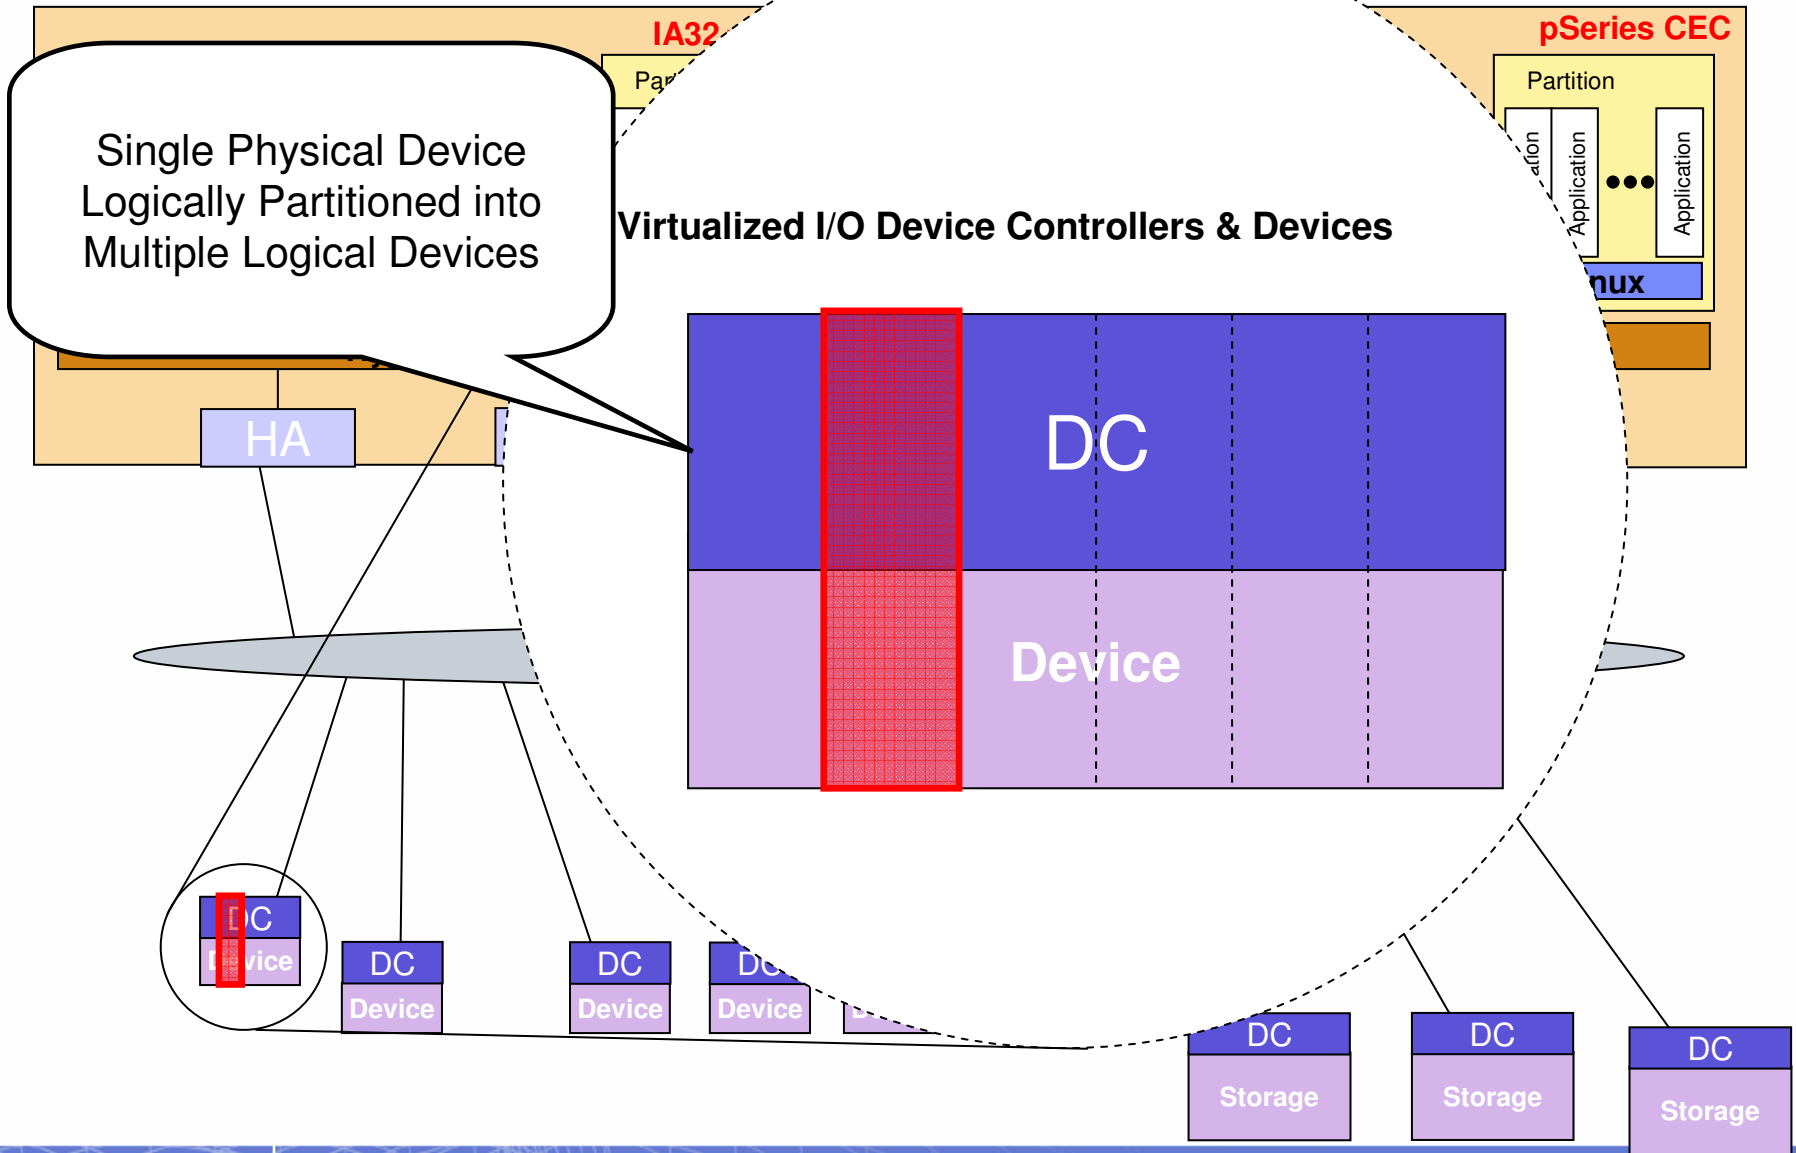 IA32
pSeries CEC
Partition
Application
Application
Single Physical Device
Logically Partitioned into
Multiple Logical Devices
Virtualized I/O Device Controllers & Devices
HA
DC
Device
DC
Device
DC
Device
DC
Device
DC
Device
DC
Storage
DC
Storage
DC
Storage